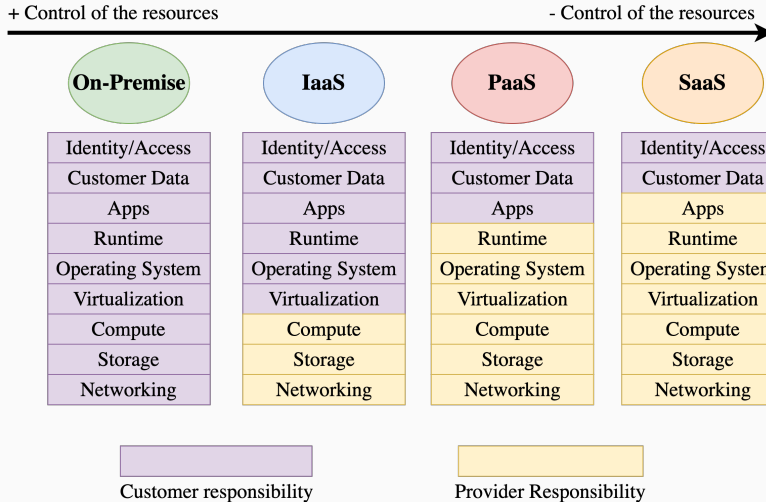 + Control of the resources
- Control of the resources
On-Premise
IaaS
PaaS
SaaS
Identity/Access
Identity/Access
Identity/Access
Identity/Access
Customer Data
Customer Data
Customer Data
Customer Data
Apps
Apps
Apps
Apps
Runtime
Runtime
Runtime
Runtime
Operating System
Operating System
Operating System
Operating System
Virtualization
Virtualization
Virtualization
Virtualization
Compute
Compute
Compute
Compute
Storage
Storage
Storage
Storage
Networking
Networking
Networking
Networking
Customer responsibility
Provider Responsibility